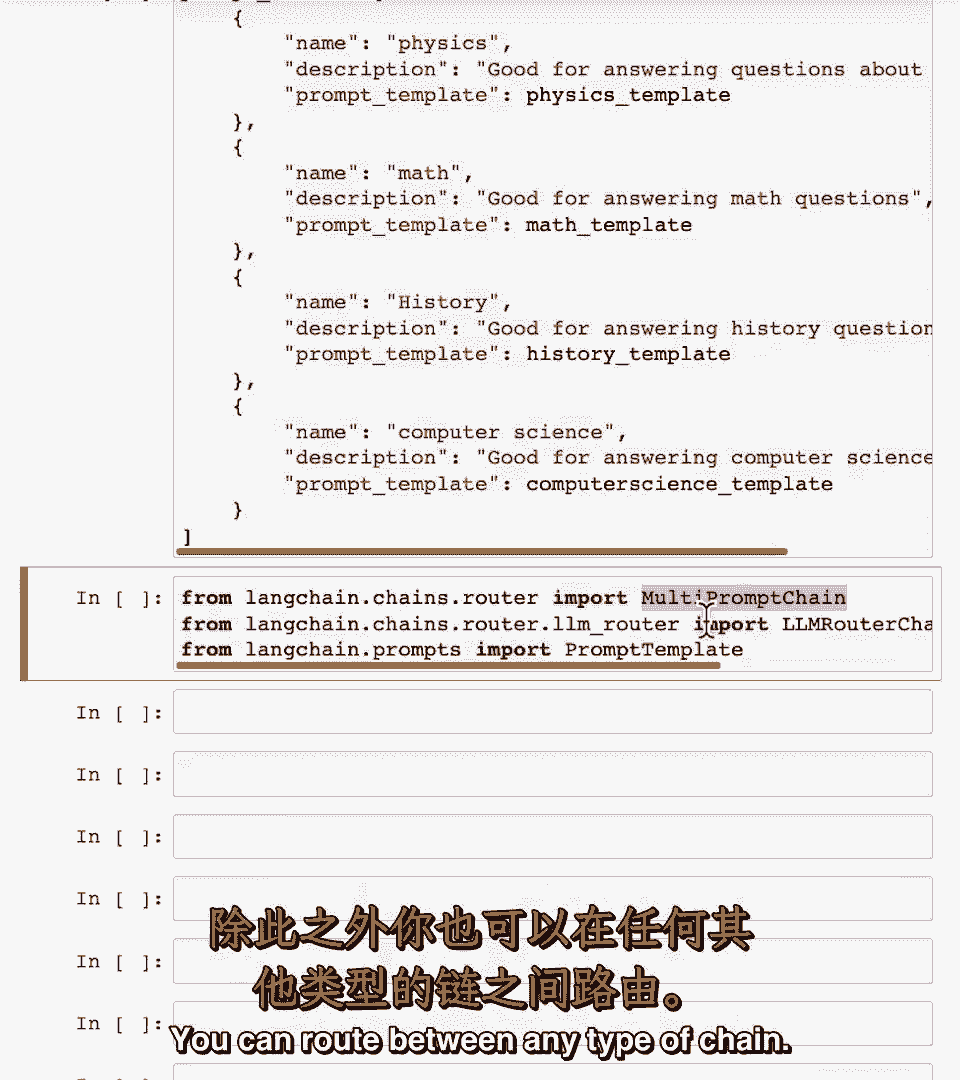 {
"name": "physics",
"description": "Good for answering questions about
"prompt_template": physics_template
},
{
"name": "math",
"description": "Good for answering math questions",
"prompt_template": math_template
},
{
"name": "History",
"description": "Good for answering history question
"prompt_template": history_template
},
{
"name": "computer science",
"description": "Good for answering computer science
"prompt_template": computerscience_template
}
]
In [ ]: from langchain.chains.router import MultiPromptChain
from langchain.chains.router.llm_router import LLMRouterCha
from langchain.prompts import PromptTemplate
In [ ]:
In [ ]:
In [ ]:
In [ ]:
In [ ]:
In [ ]:
除此之外你也可以在任何其
他类型的链之间路由。
You can route between any type of chain.